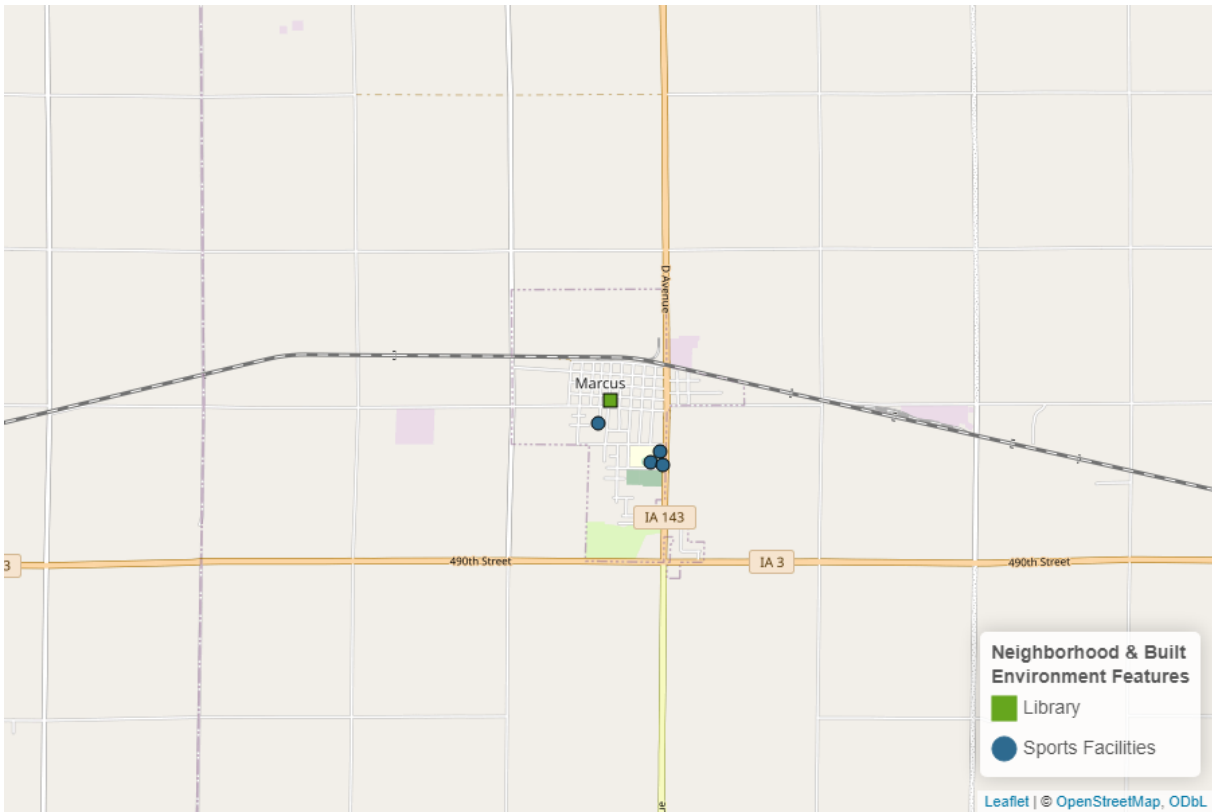 D Avenue
Marcus
IA 143
3
490th Street
IA 3
490th Street
Neighborhood & Built
Environment Features
Library
Sports Facilities
ue
Leaflet | © OpenStreetMap, ODbL